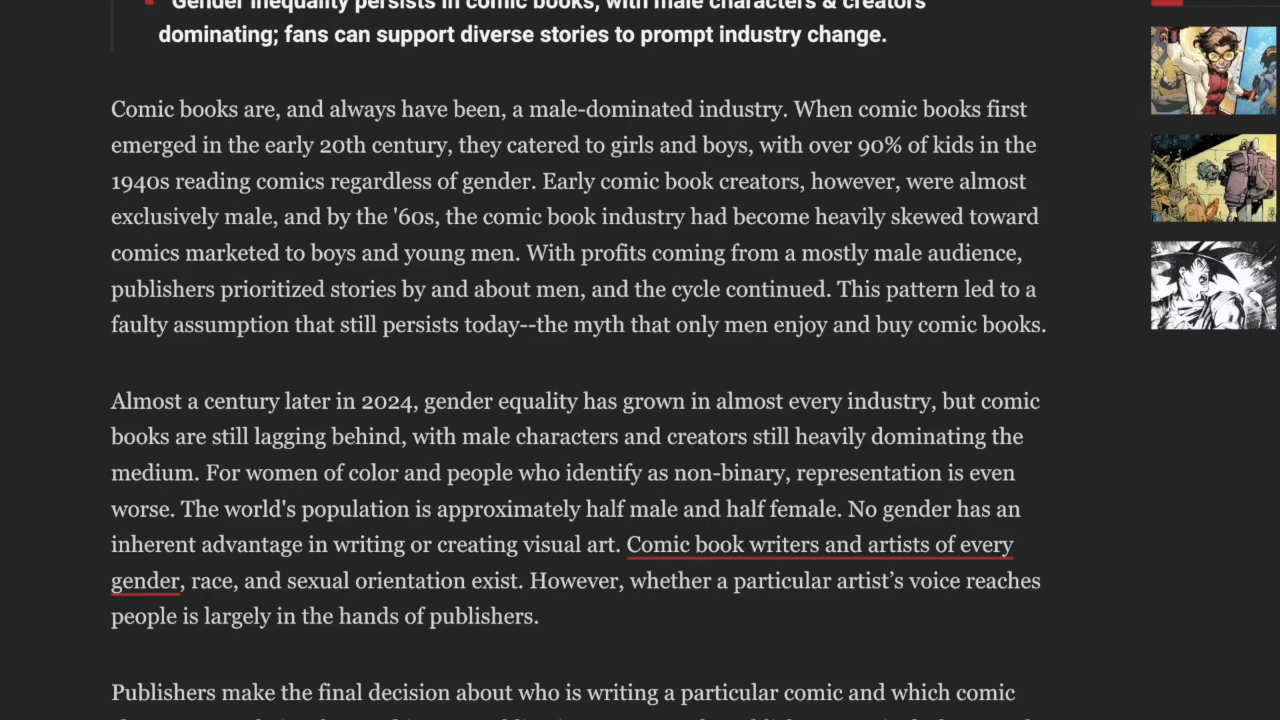 Gender inequality persists in comic books, with male characters & creators
dominating; fans can support diverse stories to prompt industry change.
Comic books are, and always have been, a male-dominated industry. When comic books first
emerged in the early 20th century, they catered to girls and boys, with over 90% of kids in the
1940s reading comics regardless of gender. Early comic book creators, however, were almost
exclusively male, and by the '60s, the comic book industry had become heavily skewed toward
comics marketed to boys and young men. With profits coming from a mostly male audience,
publishers prioritized stories by and about men, and the cycle continued. This pattern led to a
faulty assumption that still persists today--the myth that only men enjoy and buy comic books.
Almost a century later in 2024, gender equality has grown in almost every industry, but comic
books are still lagging behind, with male characters and creators still heavily dominating the
medium. For women of color and people who identify as non-binary, representation is even
worse. The world's population is approximately half male and half female. No gender has an
inherent advantage in writing or creating visual art. Comic book writers and artists of every
gender, race, and sexual orientation exist. However, whether a particular artist’s voice reaches
people is largely in the hands of publishers.
Publishers make the final decision about who is writing a particular comic and which comic